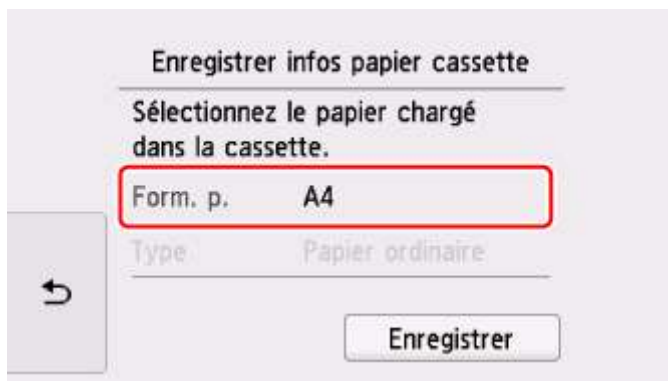 Enregistrer infos papier cassette
Sélectionnez le papier chargé
dans la cassette.
Form. p. A4
Type Papier ordinaire
Enregistrer